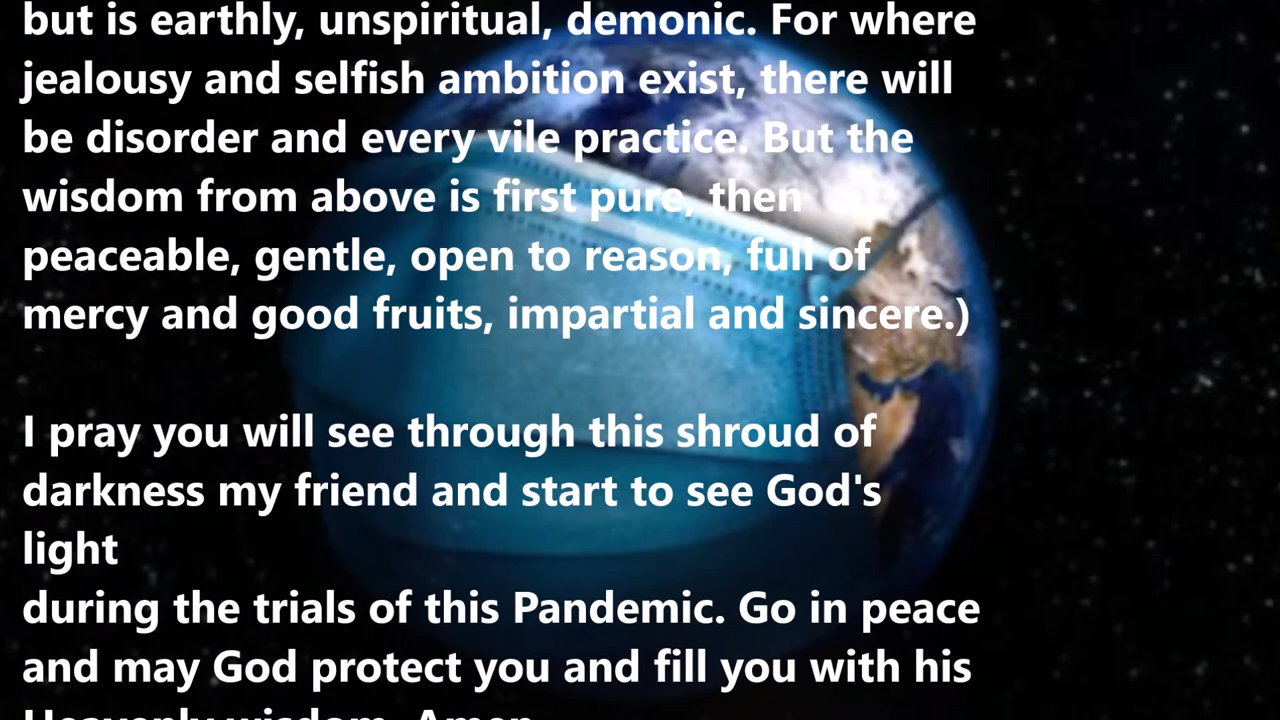 but is earthly, unspiritual, demonic. For where
jealousy and selfish ambition exist, there will
be disorder and every vile practice. But the
wisdom from above is first pure, then
peaceable, gentle, open to reason, full of
mercy and good fruits, impartial and sincere.)
I pray you will see through this shroud of
darkness my friend and start to see God's
light
during the trials of this Pandemic. Go in peace
and may God protect you and fill you with his
Heavenly wisdom. Amen